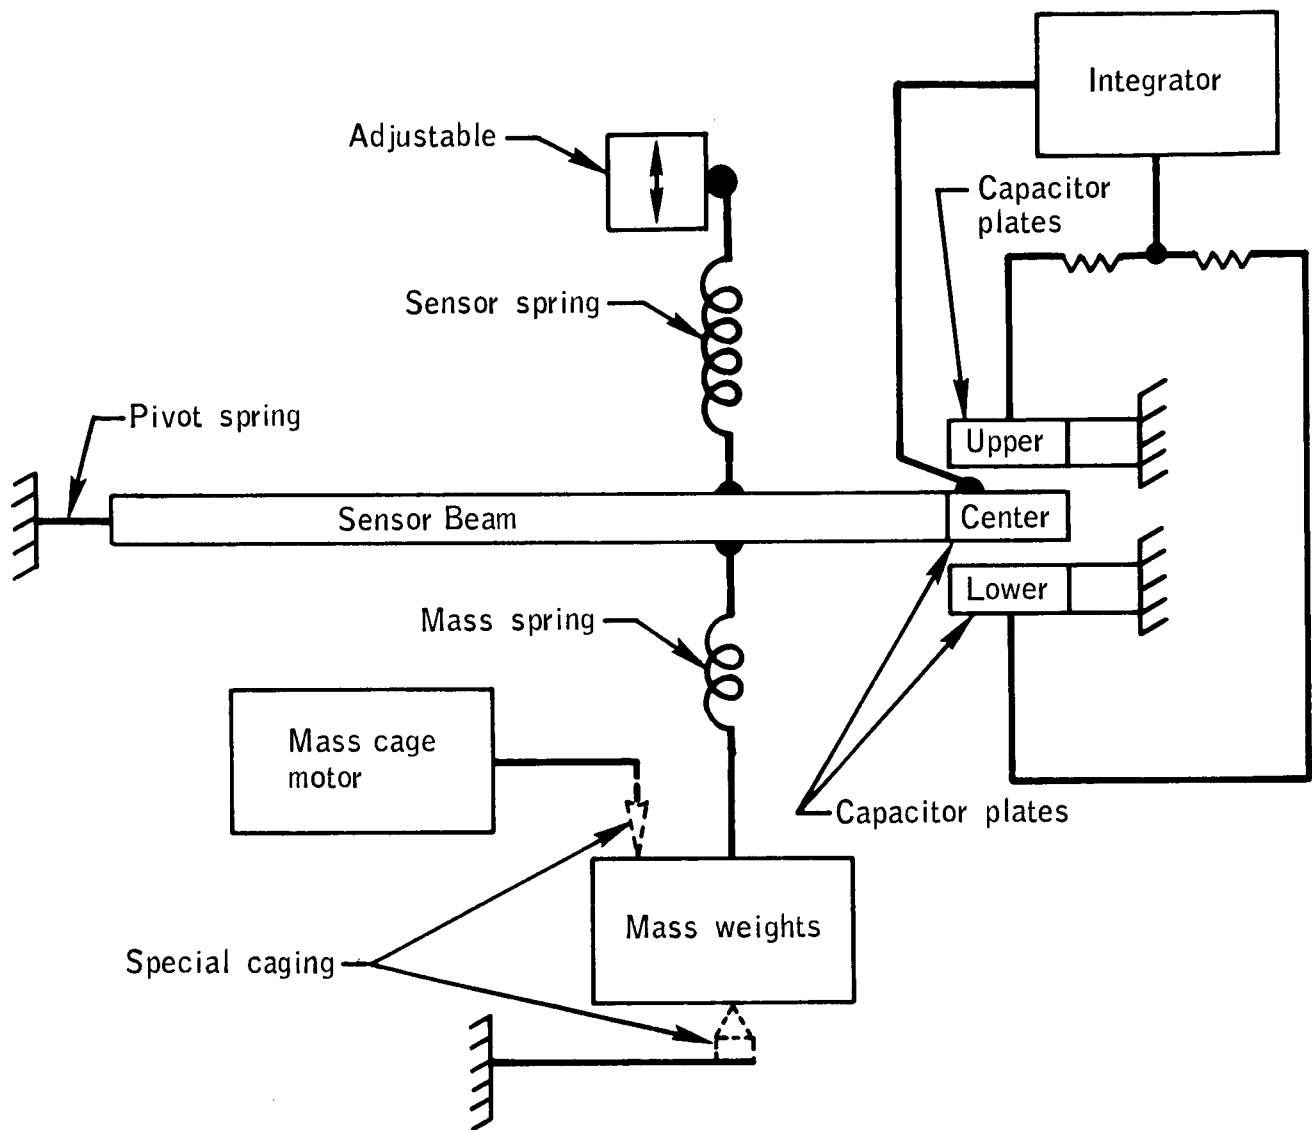 Integrator
Adjustable
Capacitor
plates
Sensor spring
Pivot spring
Upper
Sensor Beam
Center
Lower
Mass spring
Mass cage
motor
Capacitor plates
Mass weights
Special caging